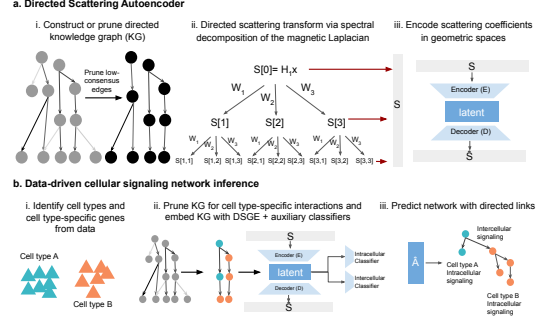 a. Directed Scattering Autoencoder
i. Construct or prune directed
knowledge graph (KG)
Prune low-
consensus
edges
ii. Directed scattering transform via spectral
decomposition of the magnetic Laplacian
S[0]= H₁x
W₁
W₂
W₃
S[1]
S[2]
S[3]
W₁ W₂ W₃
W₁ W₂ W₃
W₁ W₂ W₃
S[1,1] S[1,2] S[1,3] S[2,1] S[2,2] S[2,3] S[3,1] S[3,2] S[3,3]
S
iii. Encode scattering coefficients
in geometric spaces
S
Encoder (E)
latent
Decoder (D)
Ŝ
b. Data-driven cellular signaling network inference
i. Identify cell types and
cell type-specific genes
from data
Cell type A
Cell type B
ii. Prune KG for cell type-specific interactions and
embed KG with DSGE + auxiliary classifiers
S
Encoder (E)
latent
Decoder (D)
Ŝ
Intracellular
Classifier
Intercellular
Classifier
iii. Predict network with directed links
Â
Intercellular
signaling
Cell type A
Intracellular
signaling
Cell type B
Intracellular
signaling